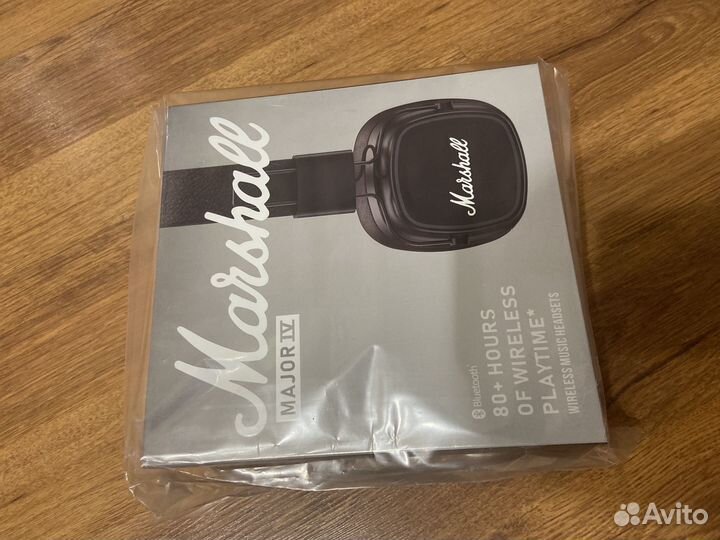 Marshall
MAJOR IV
Marshall
Bluetooth
80+ HOURS
OF WIRELESS
PLAYTIME*
WIRELESS MUSIC HEADSETS
Avito